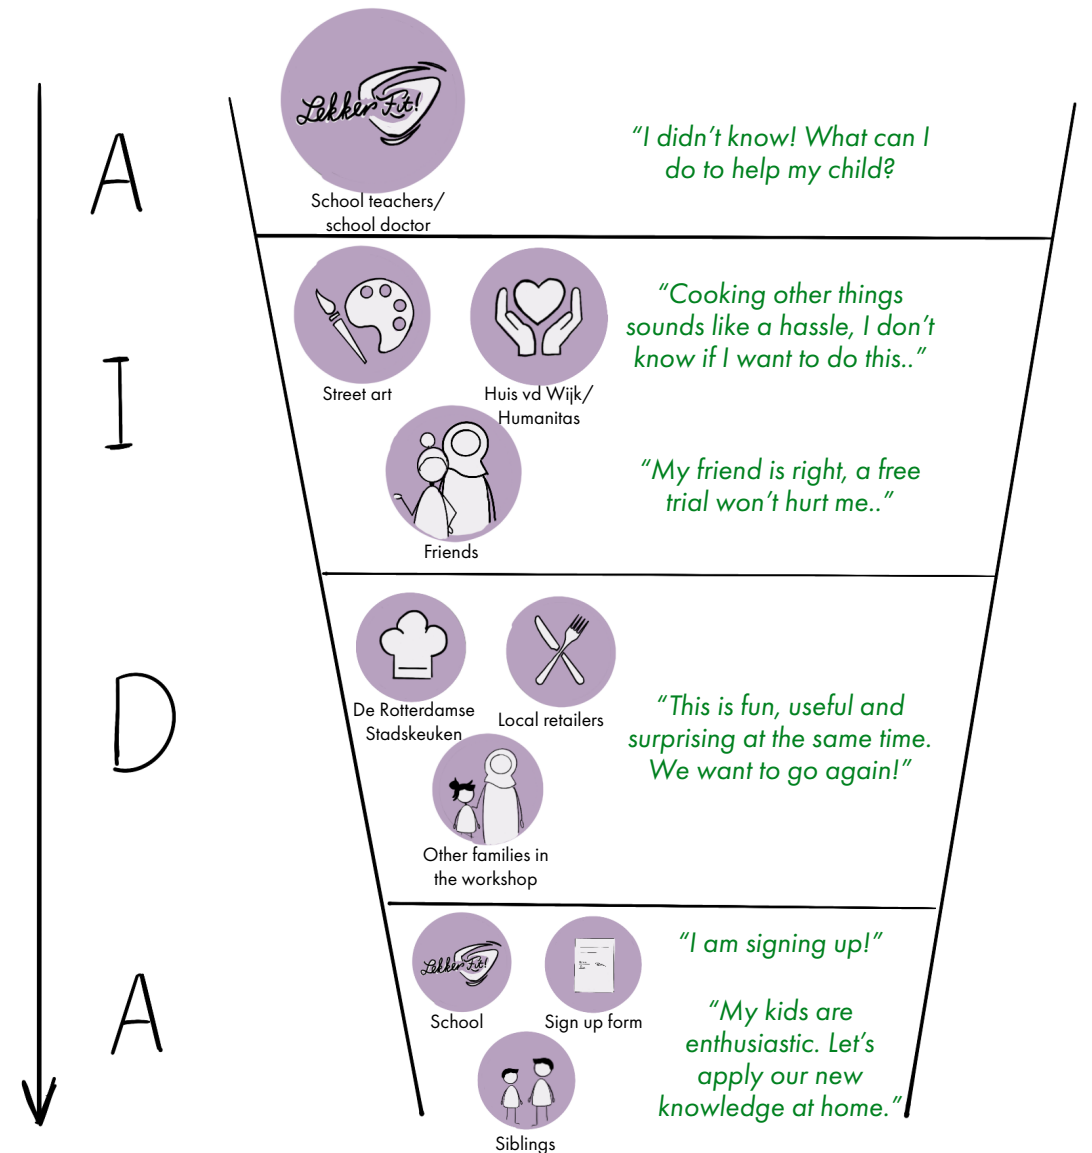 A
Lekker Fit!
School teachers/
school doctor
“I didn’t know! What can I
do to help my child?
I
Street art
Huis vd Wijk/
Humanitas
“Cooking other things
sounds like a hassle, I don’t
know if I want to do this..”
Friends
“My friend is right, a free
trial won’t hurt me..”
D
De Rotterdamse
Stadskeuken
Local retailers
Other families in
the workshop
“This is fun, useful and
surprising at the same time.
We want to go again!”
A
Lekker Fit!
School
Sign up form
Siblings
“I am signing up!”
“My kids are
enthusiastic. Let’s
apply our new
knowledge at home.”